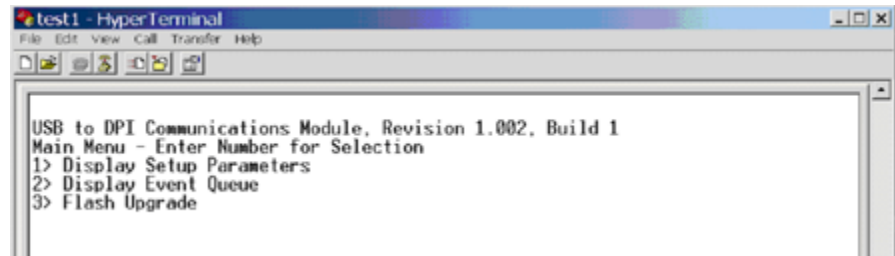 test1 - HyperTerminal
File Edit View Call Transfer Help
USB to DPI Communications Module, Revision 1.002, Build 1
Main Menu - Enter Number for Selection
1> Display Setup Parameters
2> Display Event Queue
3> Flash Upgrade